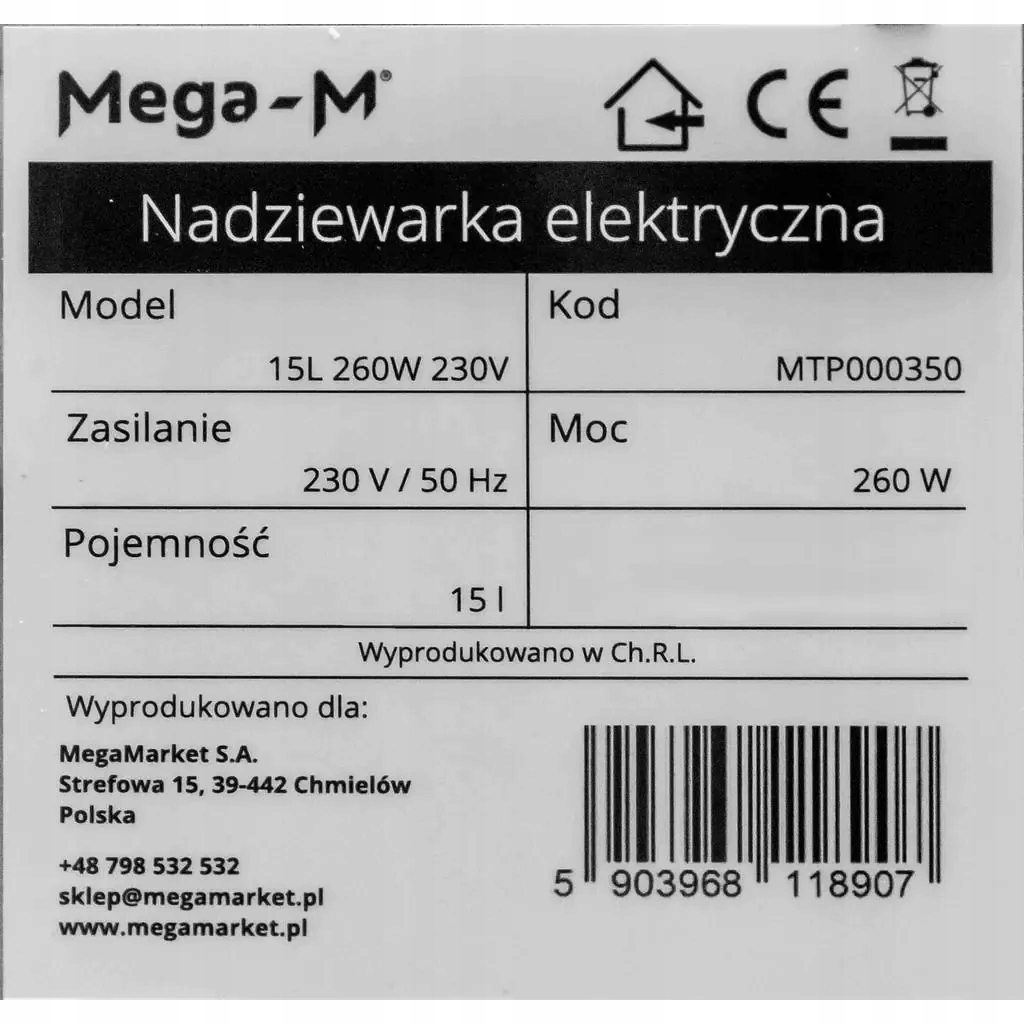 Mega-M®
CE
Nadziewarka elektryczna
Model
15L 260W 230V
Kod
MTP000350
Zasilanie
230 V / 50 Hz
Moc
260 W
Pojemność
15 l
Wyprodukowano w Ch.R.L.
Wyprodukowano dla:
MegaMarket S.A.
Strefowa 15, 39-442 Chmielów
Polska
+48 798 532 532
sklep@megamarket.pl
www.megamarket.pl
5 903968 118907